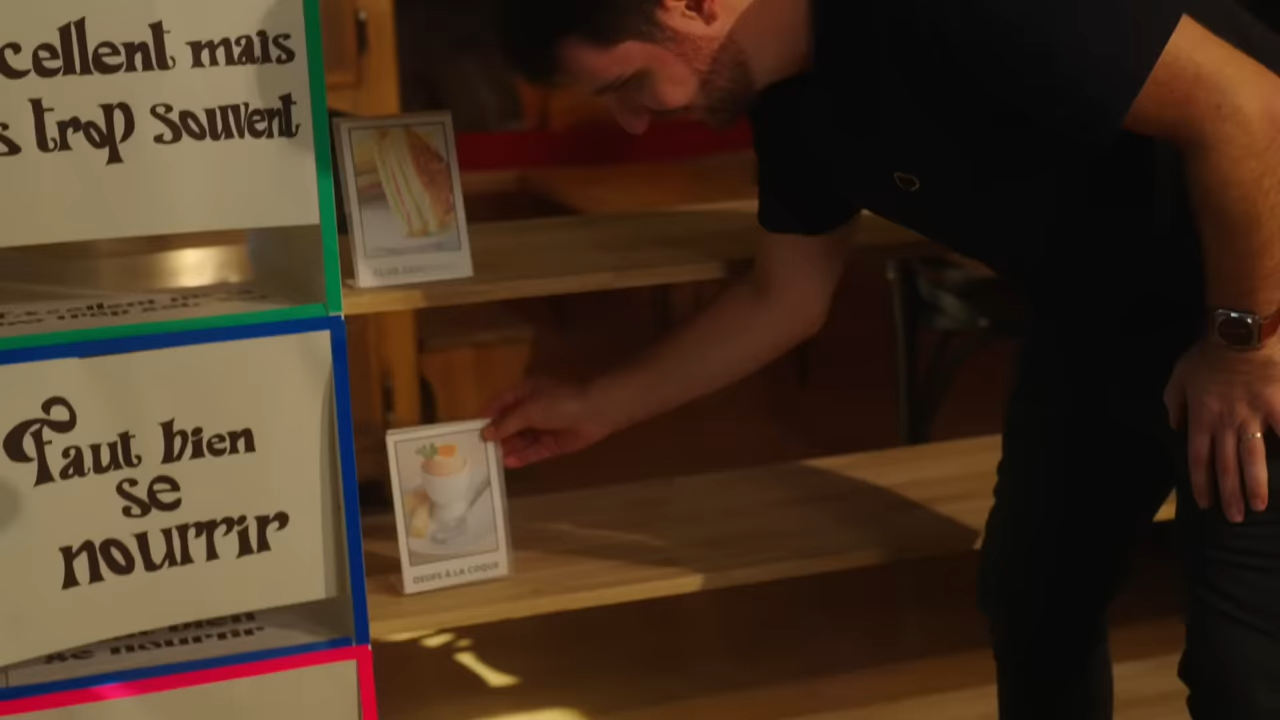 cellent mais
s trop souvent
Faut bien
se
nourrir
OEUFS À LA COQUE